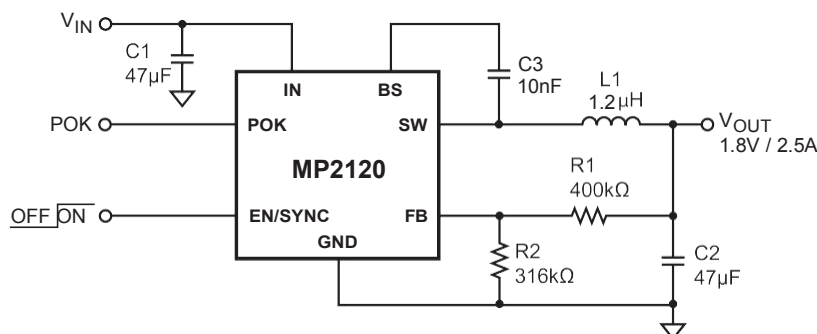 VIN
C1
47µF
IN
BS
C3
10nF
L1
1.2µH
POK
POK
SW
VOUT
1.8V / 2.5A
MP2120
R1
400kΩ
OFF ON
EN/SYNC
FB
GND
R2
316kΩ
C2
47µF